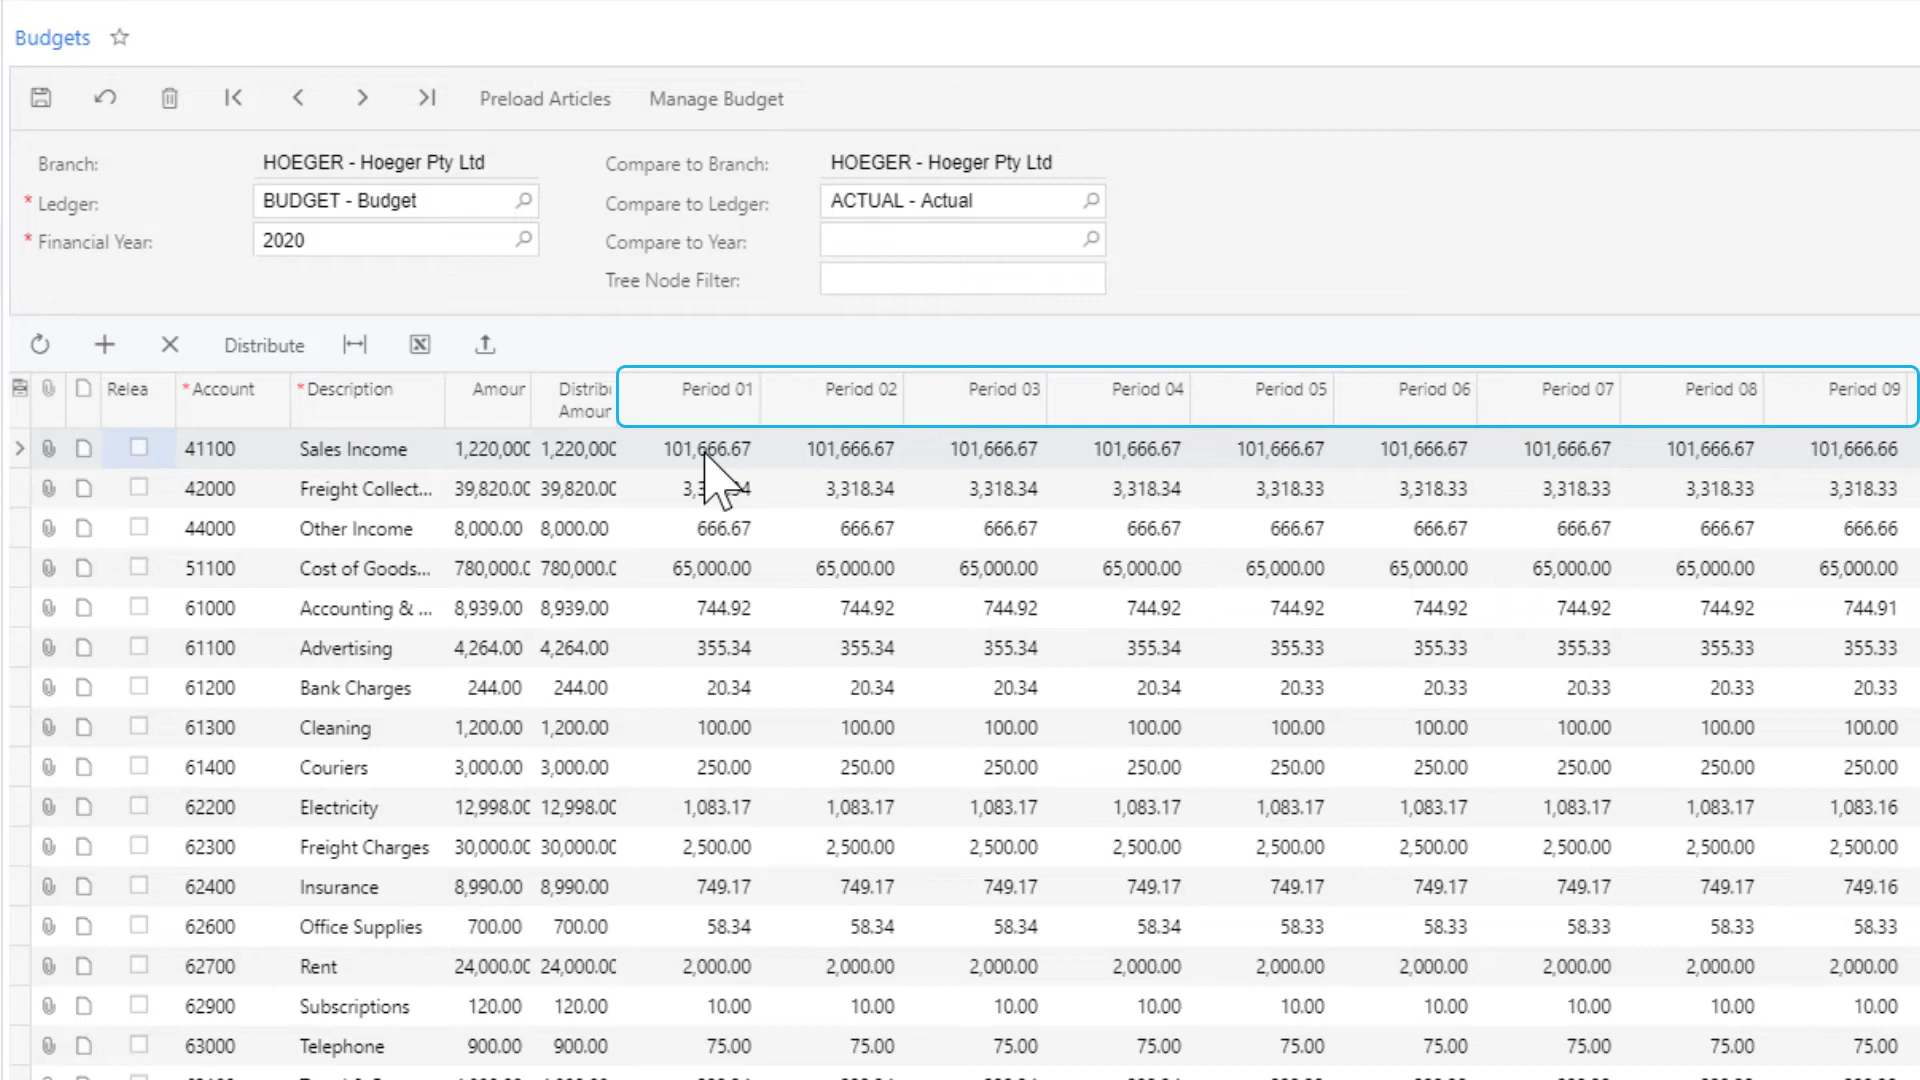 Budgets
Preload Articles Manage Budget
Branch: HOEGER - Hoeger Pty Ltd Compare to Branch: HOEGER - Hoeger Pty Ltd
* Ledger: BUDGET - Budget Compare to Ledger: ACTUAL - Actual
* Financial Year: 2020 Compare to Year:
Tree Node Filter:
Distribute
Relea * Account * Description Amour Distribu Amour Period 01 Period 02 Period 03 Period 04 Period 05 Period 06 Period 07 Period 08 Period 09
41100 Sales Income 1,220,000 1,220,000 101,666.67 101,666.67 101,666.67 101,666.67 101,666.67 101,666.67 101,666.67 101,666.67 101,666.66
42000 Freight Collect... 39,820.00 39,820.00 3,318.34 3,318.34 3,318.34 3,318.33 3,318.33 3,318.33 3,318.33 3,318.33
44000 Other Income 8,000.00 8,000.00 666.67 666.67 666.67 666.67 666.67 666.67 666.67 666.67 666.66
51100 Cost of Goods... 780,000.0 780,000.0 65,000.00 65,000.00 65,000.00 65,000.00 65,000.00 65,000.00 65,000.00 65,000.00 65,000.00
61000 Accounting & ... 8,939.00 8,939.00 744.92 744.92 744.92 744.92 744.92 744.92 744.92 744.92 744.91
61100 Advertising 4,264.00 4,264.00 355.34 355.34 355.34 355.34 355.33 355.33 355.33 355.33 355.33
61200 Bank Charges 244.00 244.00 20.34 20.34 20.34 20.34 20.33 20.33 20.33 20.33 20.33
61300 Cleaning 1,200.00 1,200.00 100.00 100.00 100.00 100.00 100.00 100.00 100.00 100.00 100.00
61400 Couriers 3,000.00 3,000.00 250.00 250.00 250.00 250.00 250.00 250.00 250.00 250.00 250.00
62200 Electricity 12,998.00 12,998.00 1,083.17 1,083.17 1,083.17 1,083.17 1,083.17 1,083.17 1,083.17 1,083.17 1,083.16
62300 Freight Charges 30,000.00 30,000.00 2,500.00 2,500.00 2,500.00 2,500.00 2,500.00 2,500.00 2,500.00 2,500.00 2,500.00
62400 Insurance 8,990.00 8,990.00 749.17 749.17 749.17 749.17 749.17 749.17 749.17 749.17 749.16
62600 Office Supplies 700.00 700.00 58.34 58.34 58.34 58.34 58.33 58.33 58.33 58.33 58.33
62700 Rent 24,000.00 24,000.00 2,000.00 2,000.00 2,000.00 2,000.00 2,000.00 2,000.00 2,000.00 2,000.00 2,000.00
62900 Subscriptions 120.00 120.00 10.00 10.00 10.00 10.00 10.00 10.00 10.00 10.00 10.00
63000 Telephone 900.00 900.00 75.00 75.00 75.00 75.00 75.00 75.00 75.00 75.00 75.00